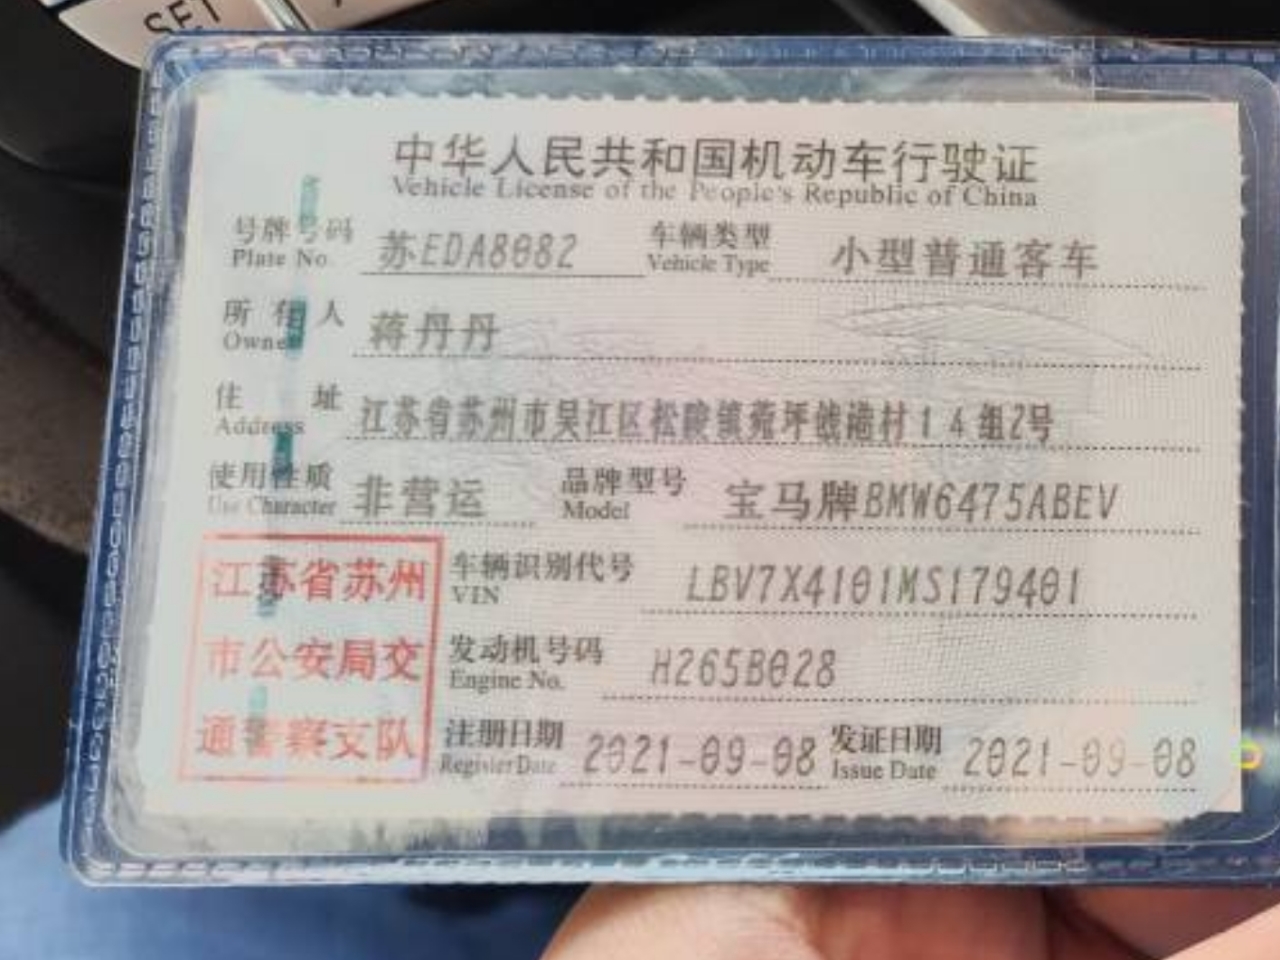 SET
中华人民共和国机动车行驶证
Vehicle License of the People's Republic of China
号牌号码 苏EDA8082 车辆类型 小型普通客车
Plate No. Vehicle Type
所有人 蒋丹丹
Owner
住址 江苏省苏州市吴江区松陵镇菀坪戗港村14组2号
Address
使用性质 非营运 品牌型号 宝马牌BMW6475ABEV
Use Character Model
江苏省苏州
市公安局交
通警察支队
车辆识别代号 LBV7X4101MS179401
VIN
发动机号码 H265B028
Engine No.
注册日期 2021-09-08 发证日期 2021-09-08
Register Date Issue Date